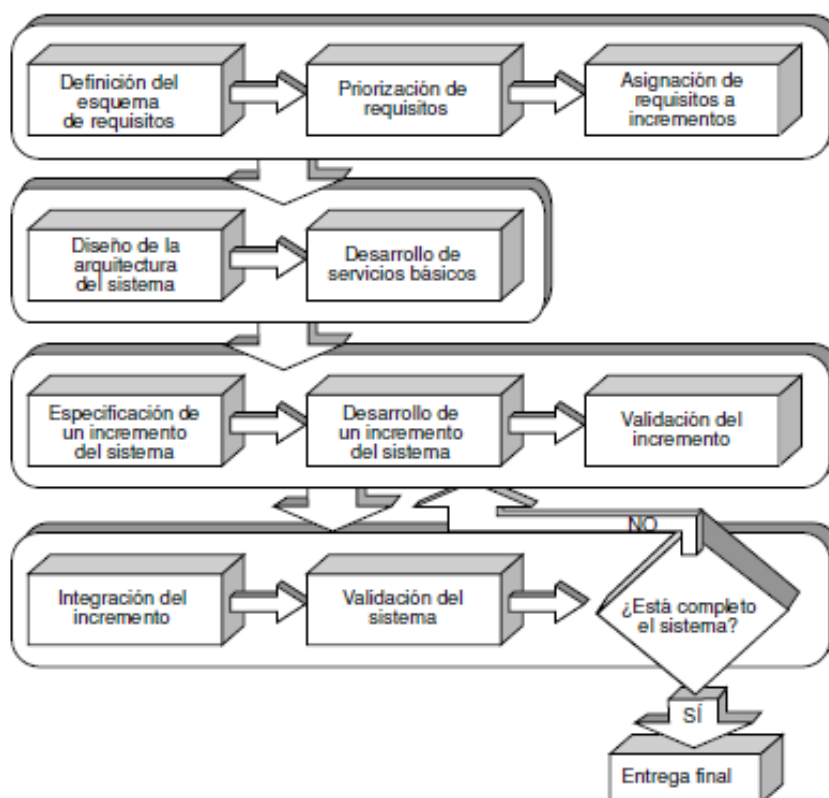 Definición del
esquema
de requisitos
Priorización de
requisitos
Asignación de
requisitos a
incrementos
Diseño de la
arquitectura
del sistema
Desarrollo de
servicios básicos
Especificación de
un incremento
del sistema
Desarrollo de
un incremento
del sistema
Validación del
incremento
NO
Integración del
incremento
Validación del
sistema
¿Está completo
el sistema?
SÍ
Entrega final